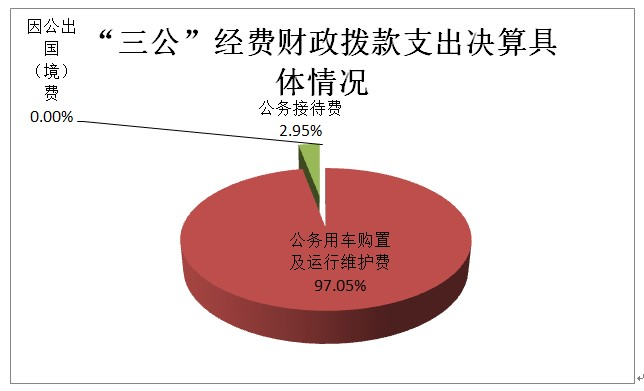 “三公”经费财政拨款支出决算具
体情况
因公出
国
（境）
费
0.00%
公务接待费
2.95%
公务用车购置
及运行维护费
97.05%